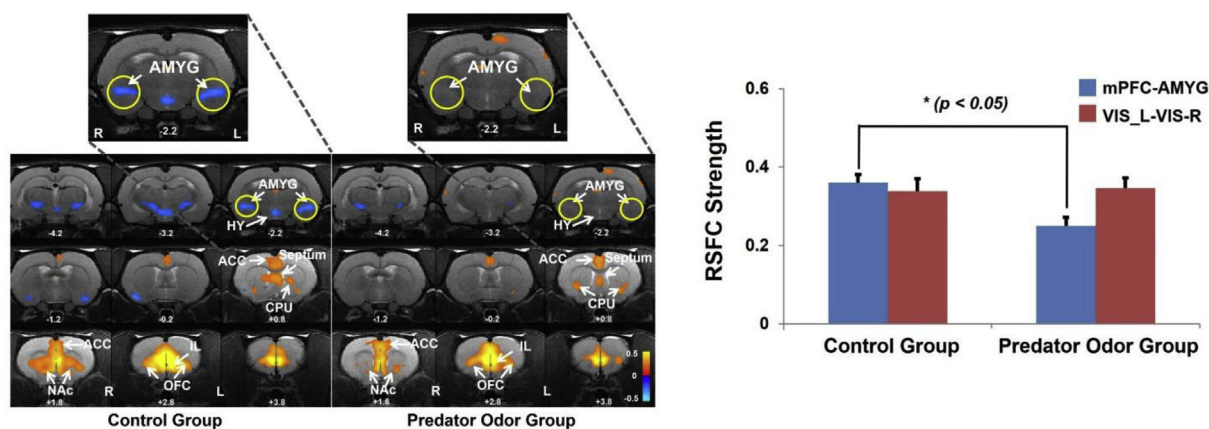 AMYG
R
-2.2
L
AMYG
R
-2.2
L
-4.2
-3.2
AMYG
HY
-2.2
-4.2
-3.2
AMYG
HY
-2.2
-1.2
-0.2
ACC
Septum
CPU
+0.8
-1.2
-0.2
ACC
Septum
CPU
+0.8
ACC
NAc
+1.8
R
IL
OFC
+2.8
L
+3.8
ACC
NAc
+1.8
R
IL
OFC
+2.8
L
+3.8
0.5
0
-0.5
Control Group
Predator Odor Group
RSFC Strength
0.6
0.4
0.2
0
* (p < 0.05)
mPFC-AMYG
VIS_L-VIS-R
Control Group
Predator Odor Group